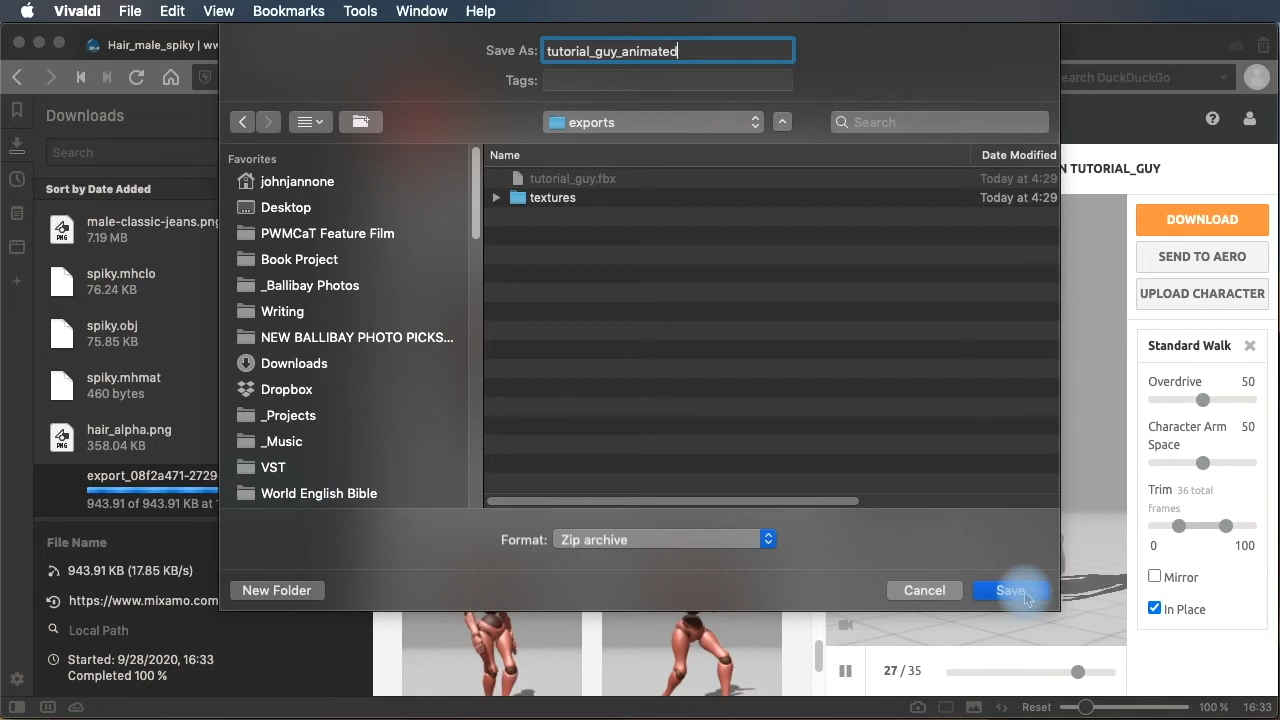 Vivaldi File Edit View Bookmarks Tools Window Help
Hair_male_spiky | ww
Save As: tutorial_guy_animated
Tags:
earch DuckDuckGo
exports
Search
Downloads
Search
Sort by Date Added
male-classic-jeans.png
7.19 MB
spiky.mhclo
76.24 KB
spiky.obj
75.85 KB
spiky.mhmat
460 bytes
hair_alpha.png
358.04 KB
export_08f2a471-2729
943.91 of 943.91 KB at
File Name
943.91 KB (17.85 KB/s)
https://www.mixamo.com
Local Path
Started: 9/28/2020, 16:33
Completed 100 %
Favorites
johnjannone
Desktop
PWMCaT Feature Film
Book Project
_Ballibay Photos
Writing
NEW BALLIBAY PHOTO PICKS...
Downloads
Dropbox
_Projects
_Music
VST
World English Bible
Name Date Modified
tutorial_guy.fbx Today at 4:29
textures Today at 4:29
Format: Zip archive
New Folder Cancel Save
N TUTORIAL_GUY
DOWNLOAD
SEND TO AERO
UPLOAD CHARACTER
Standard Walk
Overdrive 50
Character Arm 50
Space
Trim 36 total
frames
0 100
Mirror
In Place
27 / 35
Reset 100 % 16:33